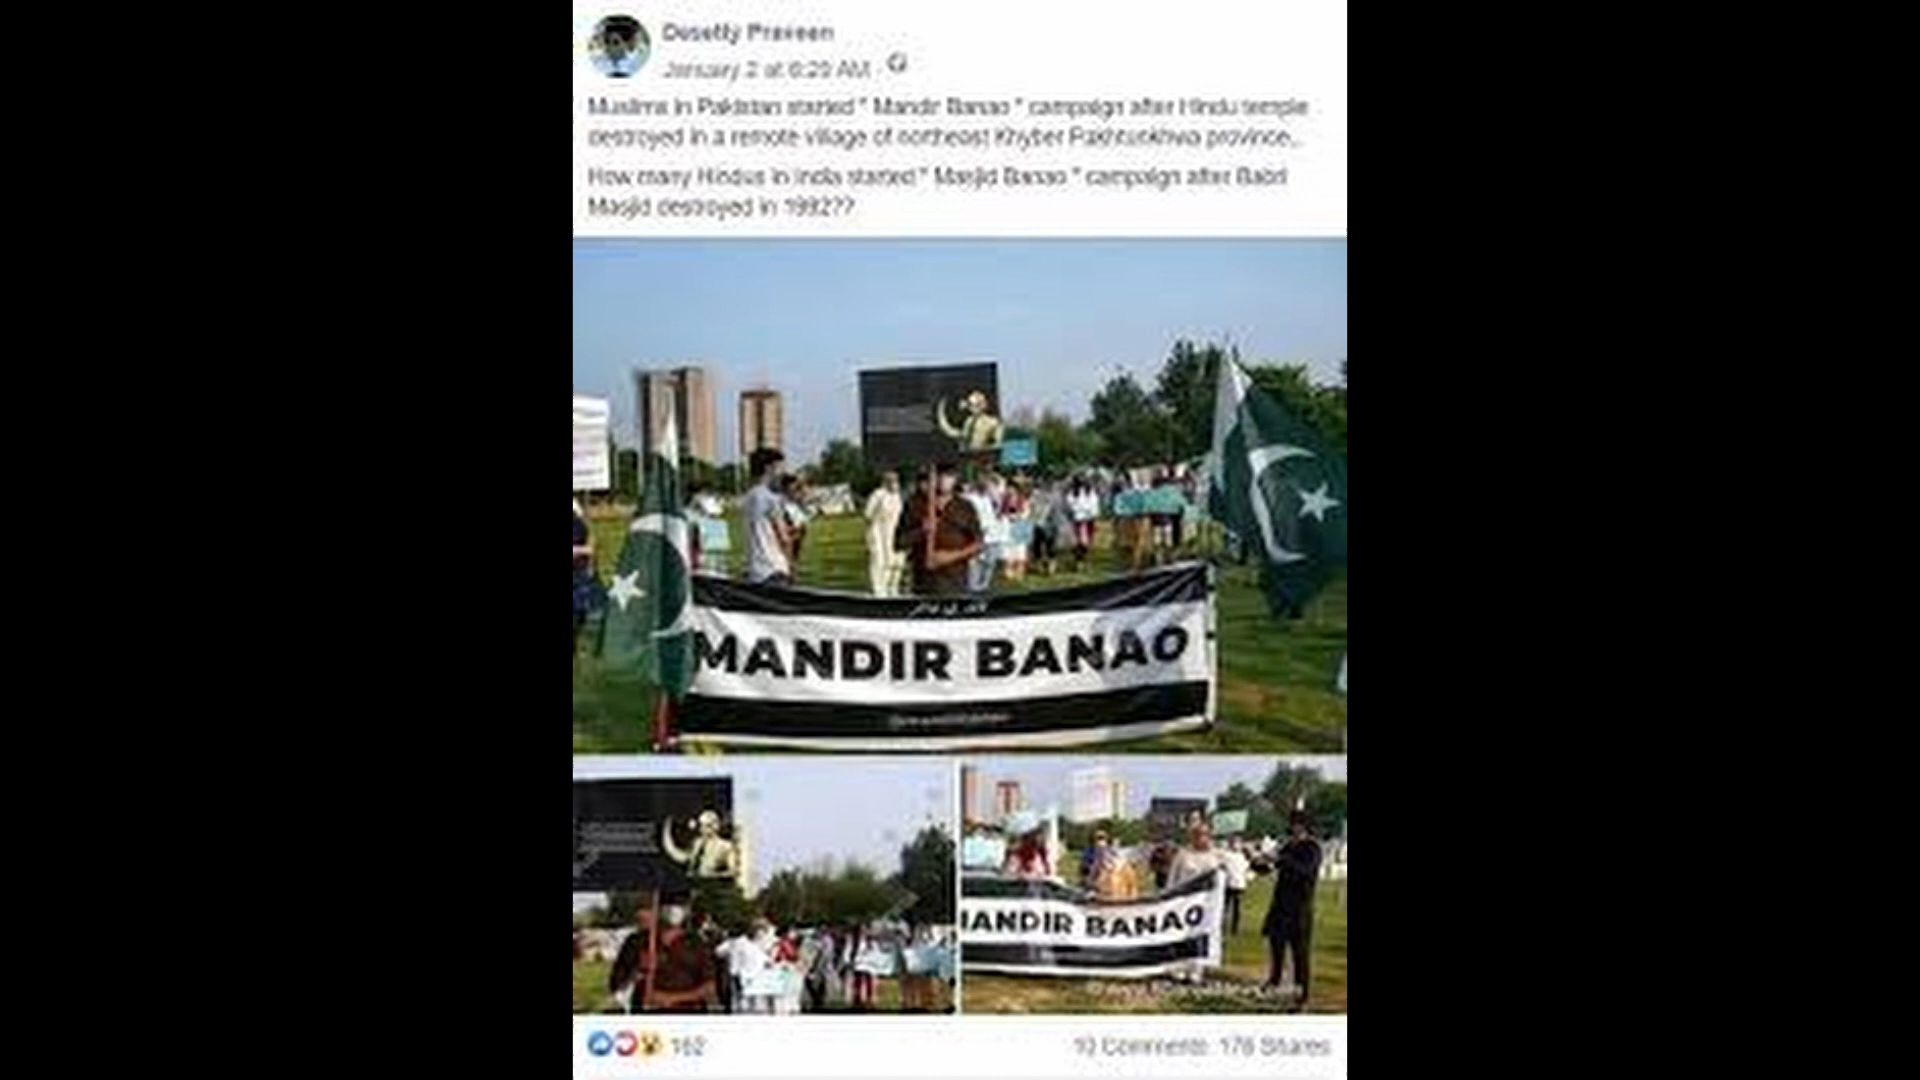 Dosetty Praveen
January 2 at 6:29 AM
Muslims in Pakistan started " Mandir Banao " campaign after Hindu temple
destroyed in a remote village of northeast Khyber Pakhtunkhwa province..
How many Hindus in India started " Masjid Banao " campaign after Babri
Masjid destroyed in 1992??
MANDIR BANAO
MANDIR BANAO
162
10 Comments 178 Shares